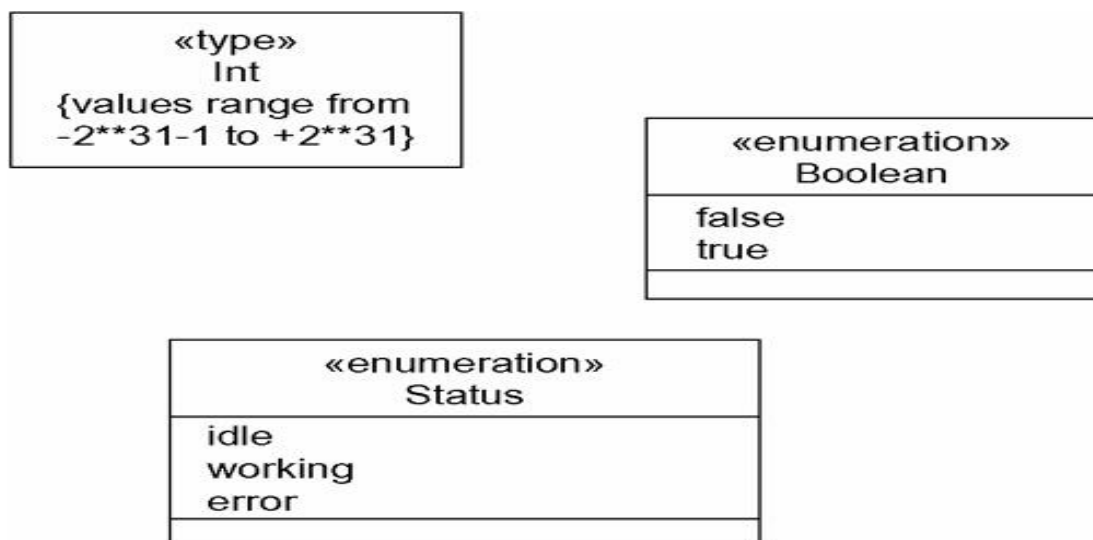 «type»
Int
{values range from
-2**31-1 to +2**31}
«enumeration»
Boolean
false
true
«enumeration»
Status
idle
working
error